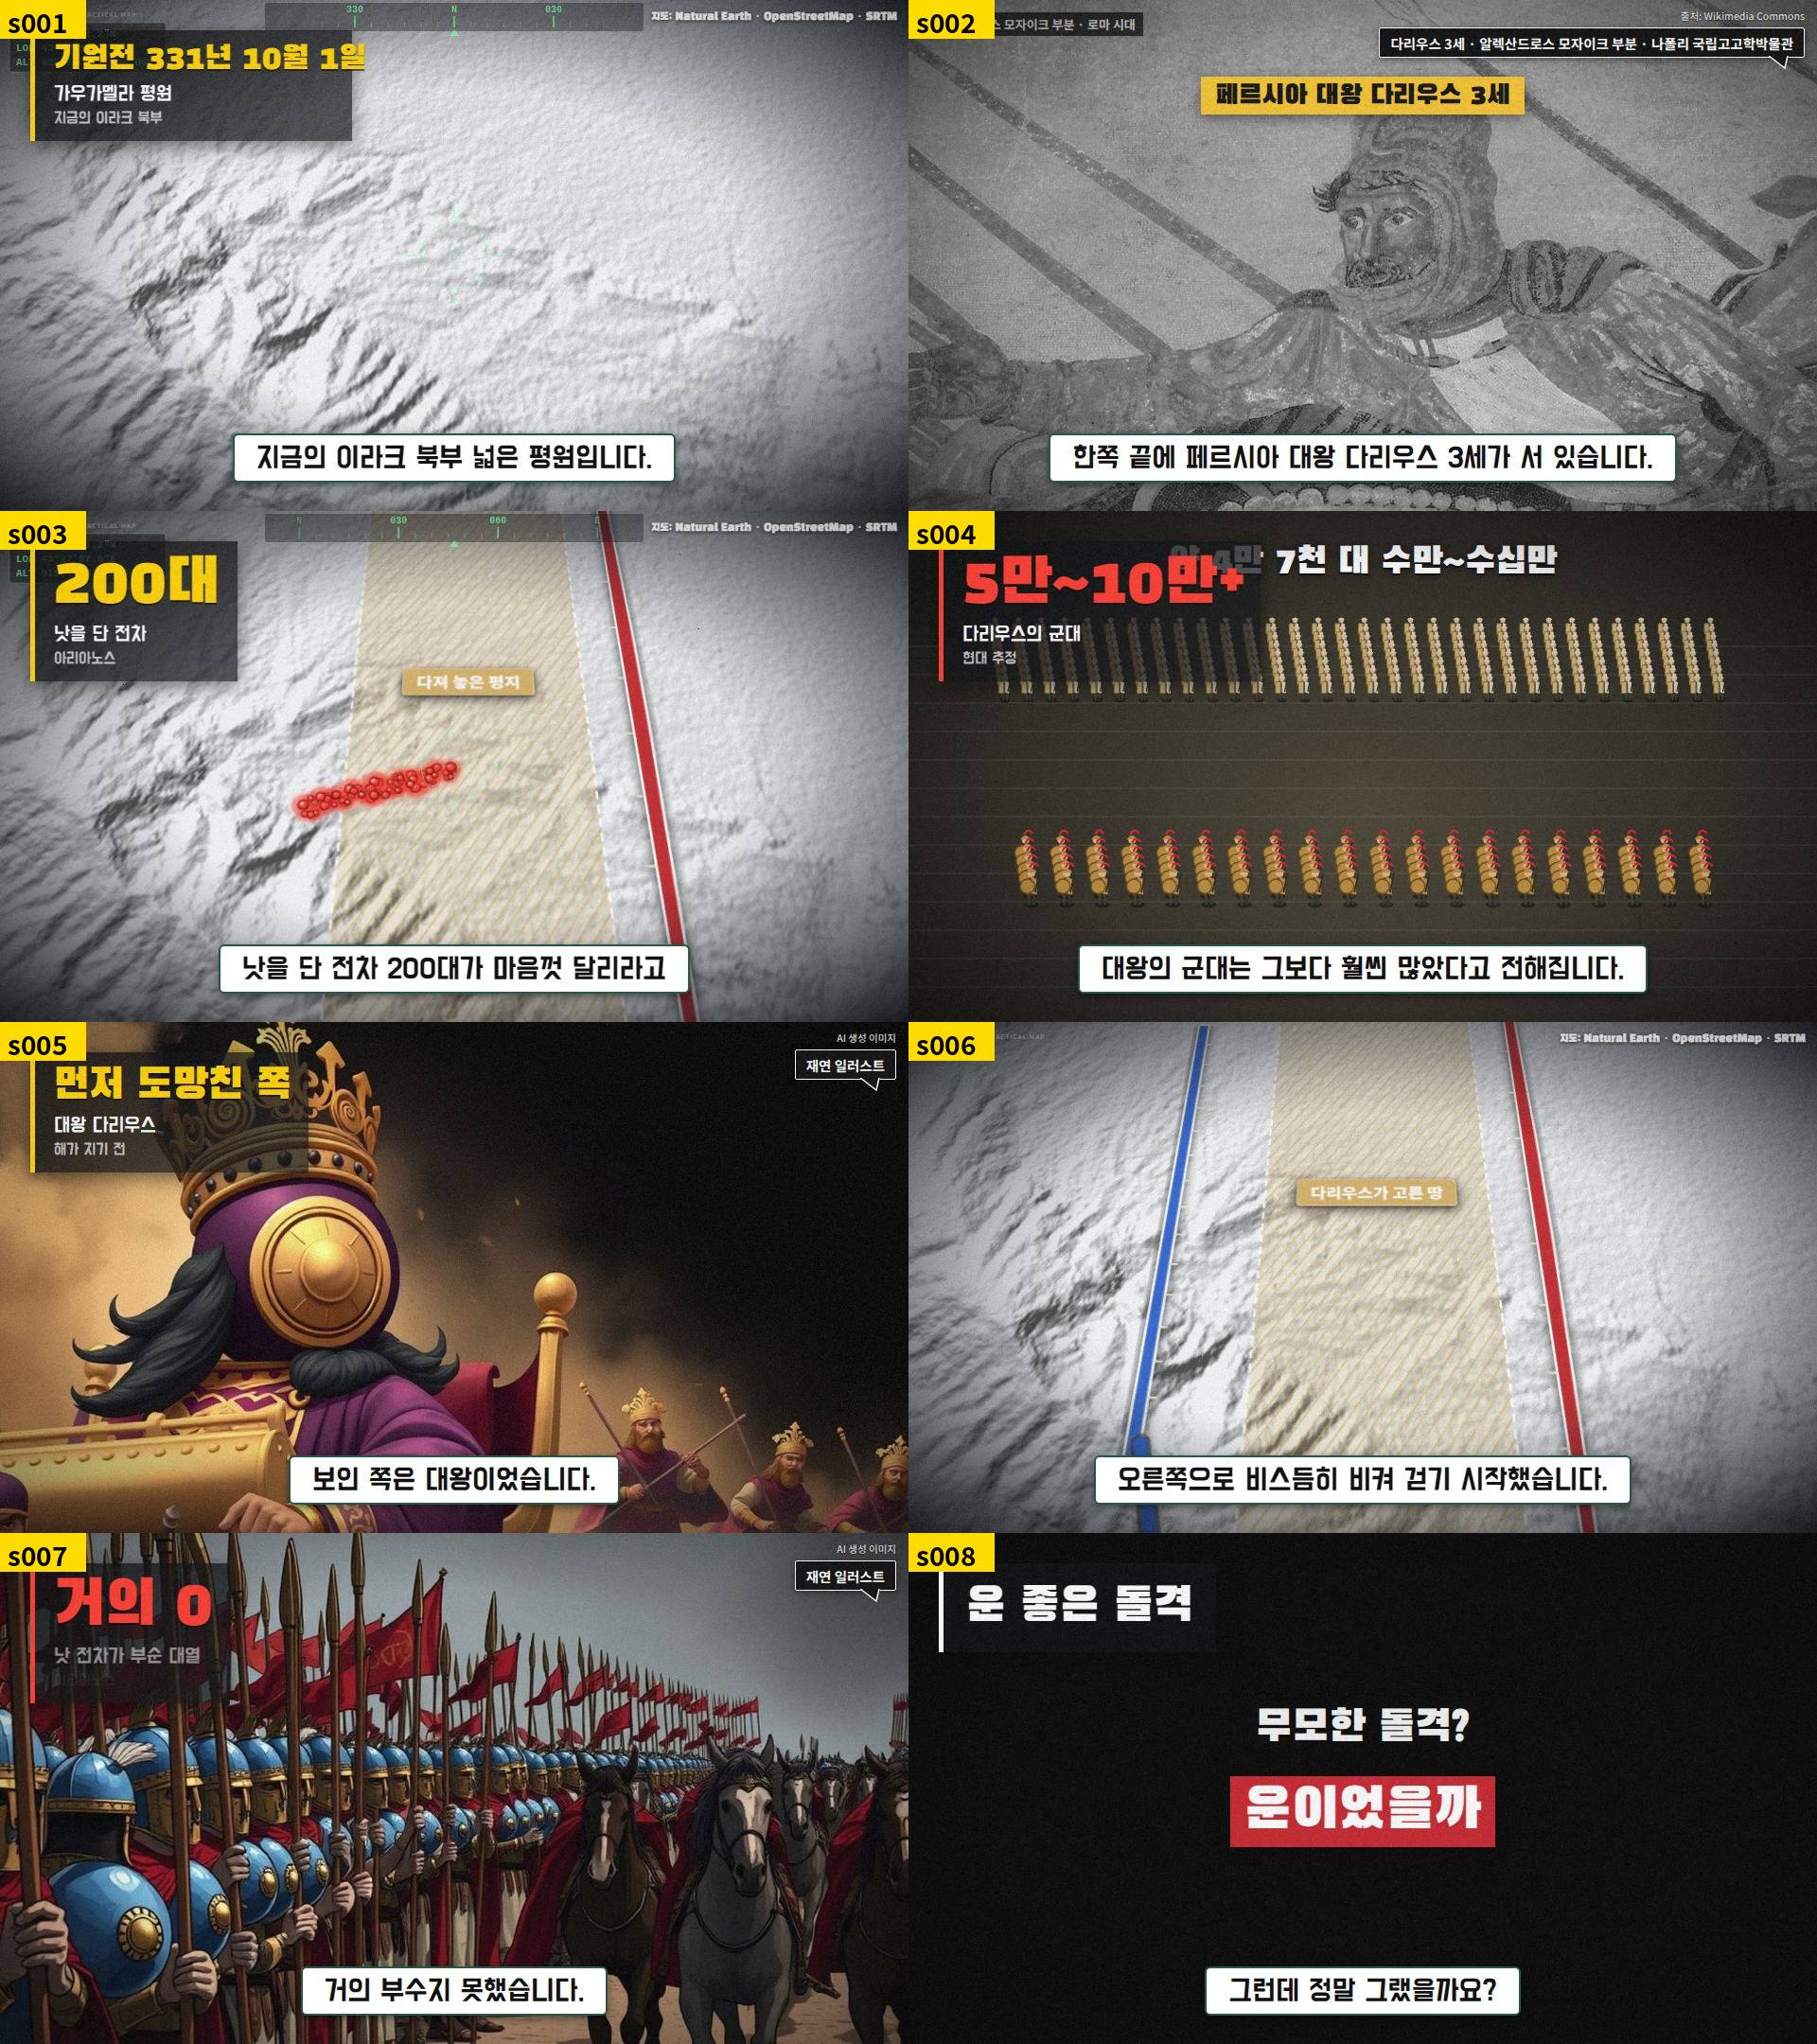 s001
330 N 030
지도: Natural Earth · OpenStreetMap · SRTM
기원전 331년 10월 1일
가우가멜라 평원
지금의 이라크 북부
지금의 이라크 북부 넓은 평원입니다.
s002
모자이크 부분 · 로마 시대
출처: Wikimedia Commons
다리우스 3세 · 알렉산드로스 모자이크 부분 · 나폴리 국립고고학박물관
페르시아 대왕 다리우스 3세
한쪽 끝에 페르시아 대왕 다리우스 3세가 서 있습니다.
s003
N 030 060
지도: Natural Earth · OpenStreetMap · SRTM
200대
낫을 단 전차
아리아노스
다져 놓은 평지
낫을 단 전차 200대가 마음껏 달리라고
s004
약 4만 7천 대 수만~수십만
5만~10만+
다리우스의 군대
현대 추정
대왕의 군대는 그보다 훨씬 많았다고 전해집니다.
s005
AI 생성 이미지
재연 일러스트
먼저 도망친 쪽
대왕 다리우스
해가 지기 전
보인 쪽은 대왕이었습니다.
s006
지도: Natural Earth · OpenStreetMap · SRTM
다리우스가 고른 땅
오른쪽으로 비스듬히 비켜 걷기 시작했습니다.
s007
AI 생성 이미지
재연 일러스트
거의 0
낫 전차가 부순 대열
거의 부수지 못했습니다.
s008
운 좋은 돌격
무모한 돌격?
운이었을까
그런데 정말 그랬을까요?